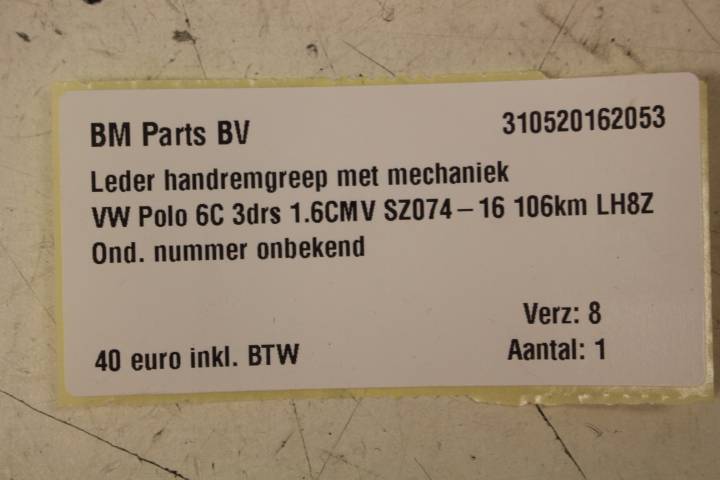 BM Parts BV 310520162053
Leder handremgreep met mechaniek
VW Polo 6C 3drs 1.6CMV SZ074 – 16 106km LH8Z
Ond. nummer onbekend
Verz: 8
40 euro inkl. BTW Aantal: 1